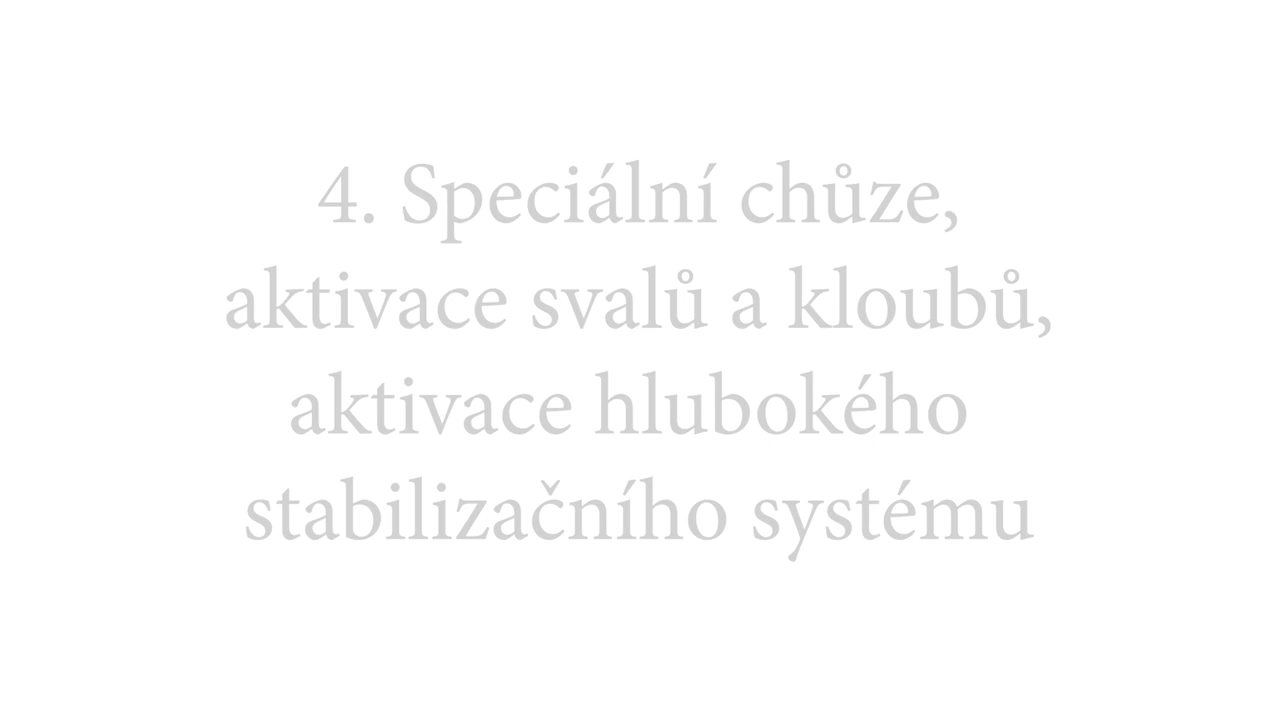 4. Speciální chůze,
aktivace svalů a kloubů,
aktivace hlubokého
stabilizačního systému